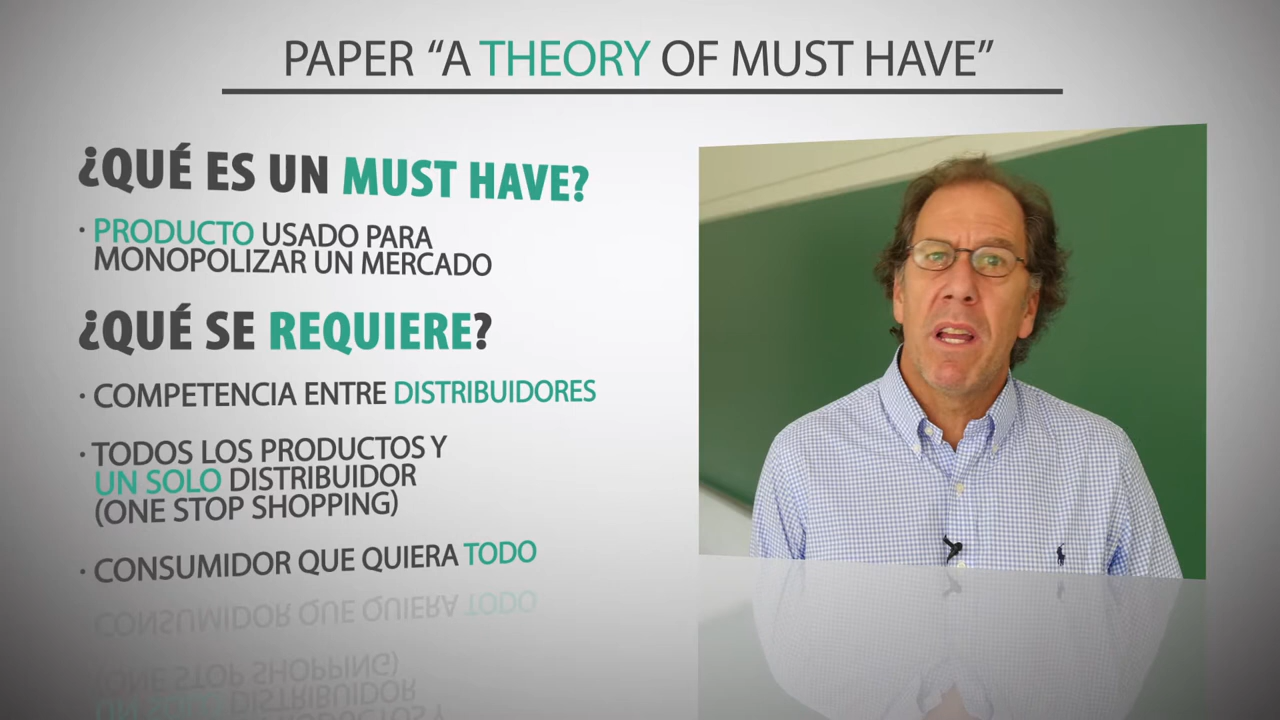 PAPER “A THEORY OF MUST HAVE”
¿QUÉ ES UN MUST HAVE?
· PRODUCTO USADO PARA
MONOPOLIZAR UN MERCADO
¿QUÉ SE REQUIERE?
· COMPETENCIA ENTRE DISTRIBUIDORES
· TODOS LOS PRODUCTOS Y
UN SOLO DISTRIBUIDOR
(ONE STOP SHOPPING)
· CONSUMIDOR QUE QUIERA TODO